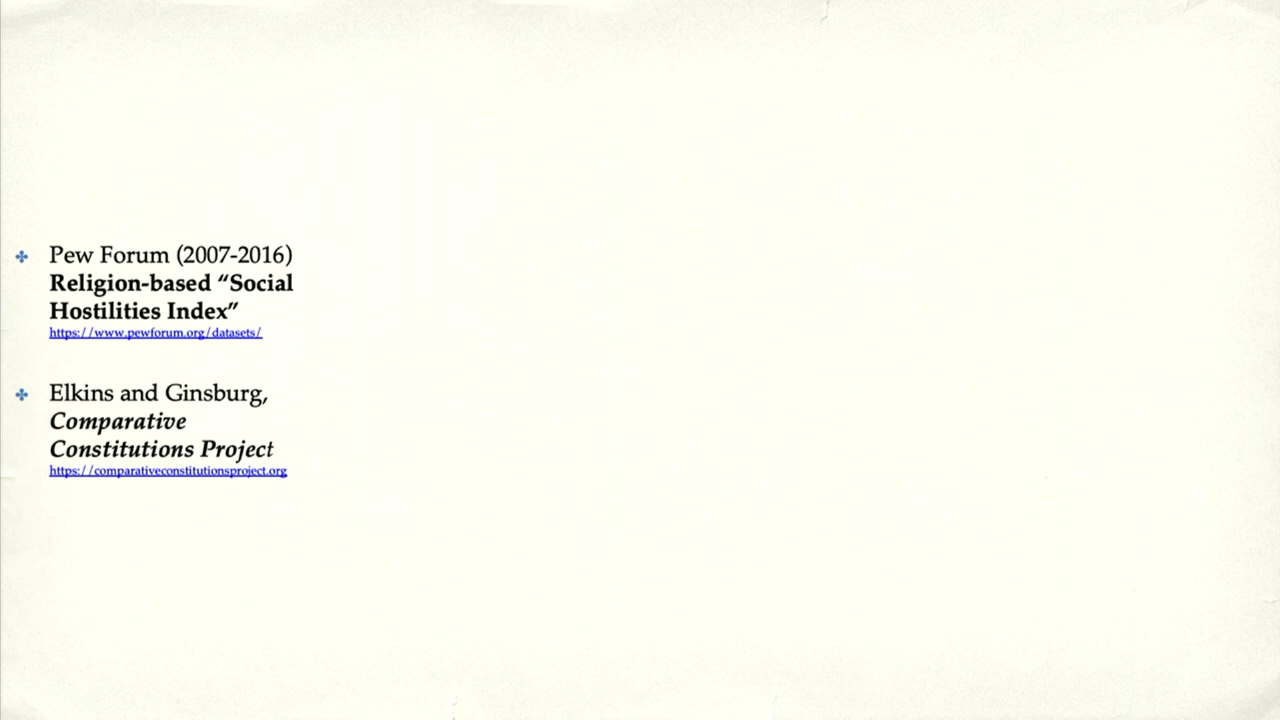 Pew Forum (2007-2016)
Religion-based “Social
Hostilities Index”
https://www.pewforum.org/datasets/
Elkins and Ginsburg,
Comparative
Constitutions Project
https://comparativeconstitutionsproject.org